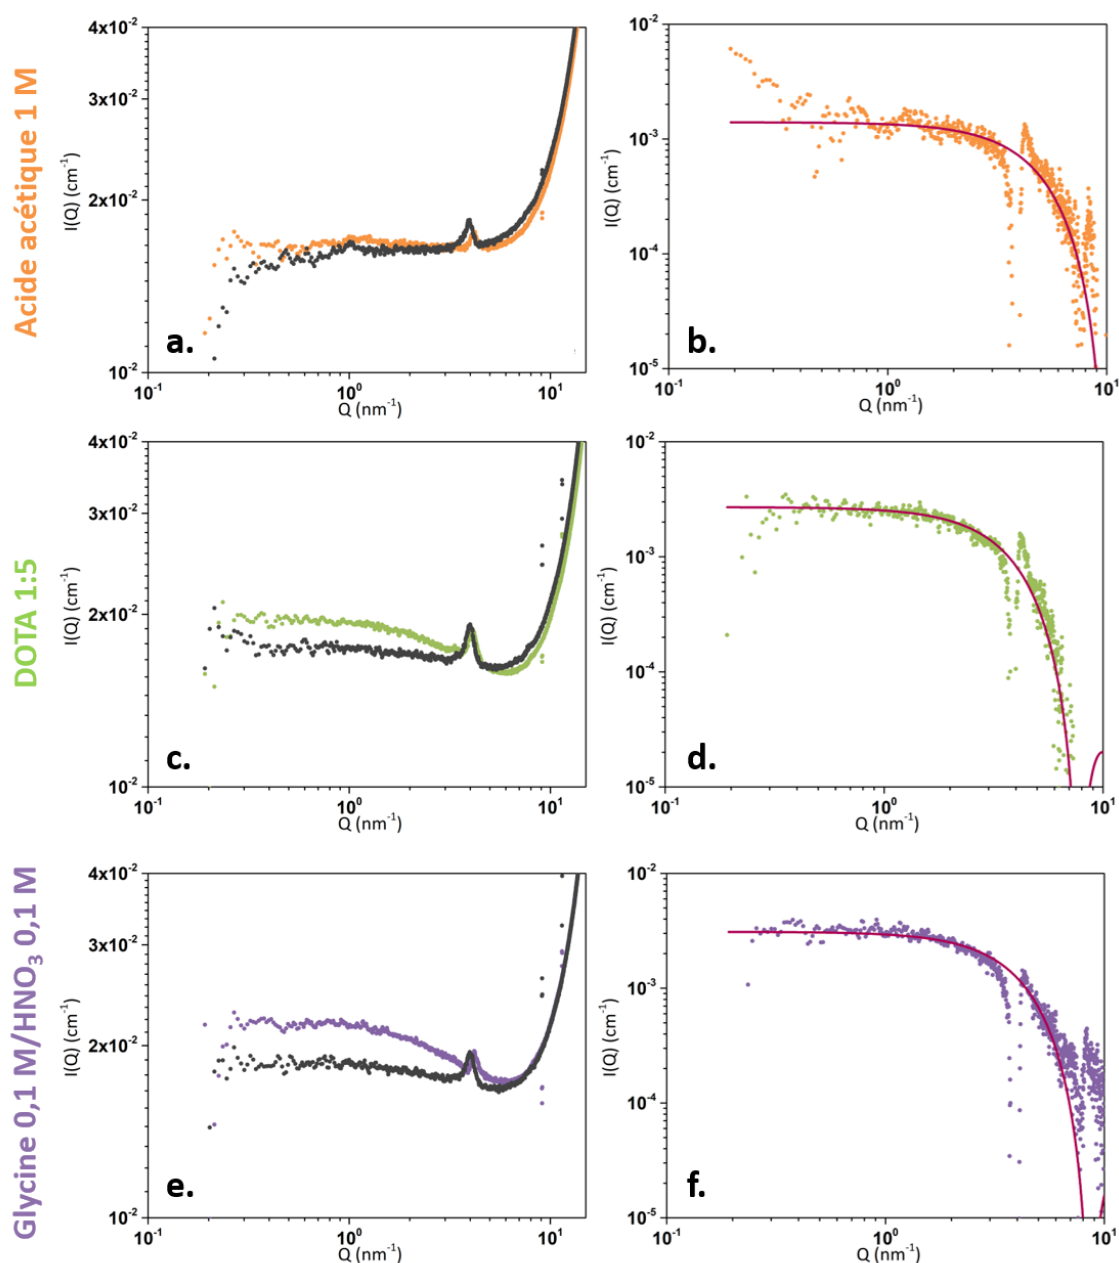 Acide acétique 1 M
4x10⁻²
3x10⁻²
2x10⁻²
10⁻²
I(Q) (cm⁻¹)
a.
10⁻¹
10⁰
10¹
Q (nm⁻¹)
10⁻²
10⁻³
10⁻⁴
10⁻⁵
I(Q) (cm⁻¹)
b.
10⁻¹
10⁰
10¹
Q (nm⁻¹)
DOTA 1:5
4x10⁻²
3x10⁻²
2x10⁻²
10⁻²
I(Q) (cm⁻¹)
c.
10⁻¹
10⁰
10¹
Q (nm⁻¹)
10⁻²
10⁻³
10⁻⁴
10⁻⁵
I(Q) (cm⁻¹)
d.
10⁻¹
10⁰
10¹
Q (nm⁻¹)
Glycine 0,1 M/HNO₃ 0,1 M
4x10⁻²
3x10⁻²
2x10⁻²
10⁻²
I(Q) (cm⁻¹)
e.
10⁻¹
10⁰
10¹
Q (nm⁻¹)
10⁻²
10⁻³
10⁻⁴
10⁻⁵
I(Q) (cm⁻¹)
f.
10⁻¹
10⁰
10¹
Q (nm⁻¹)